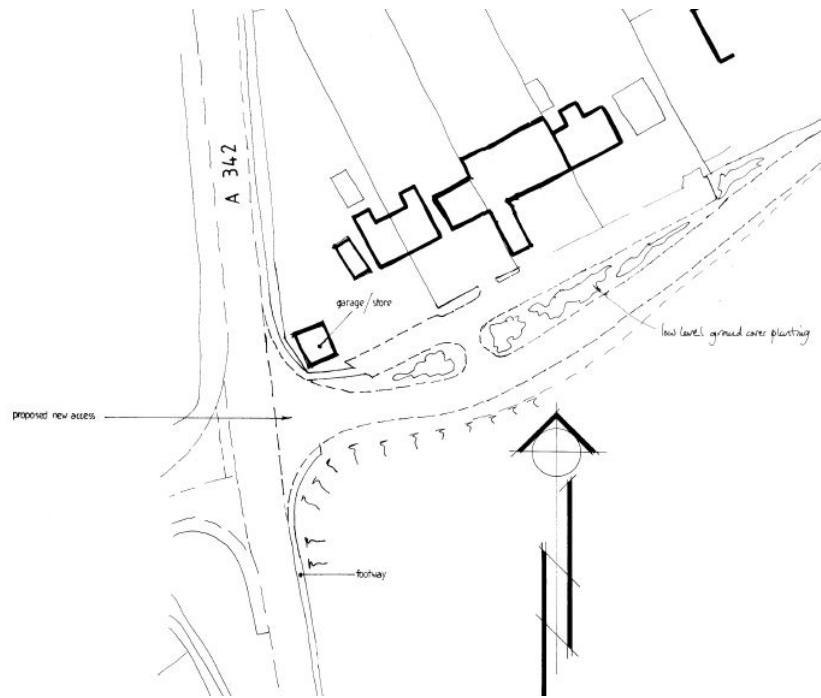 A 342
garage/store
low level ground cover planting
proposed new access
footway